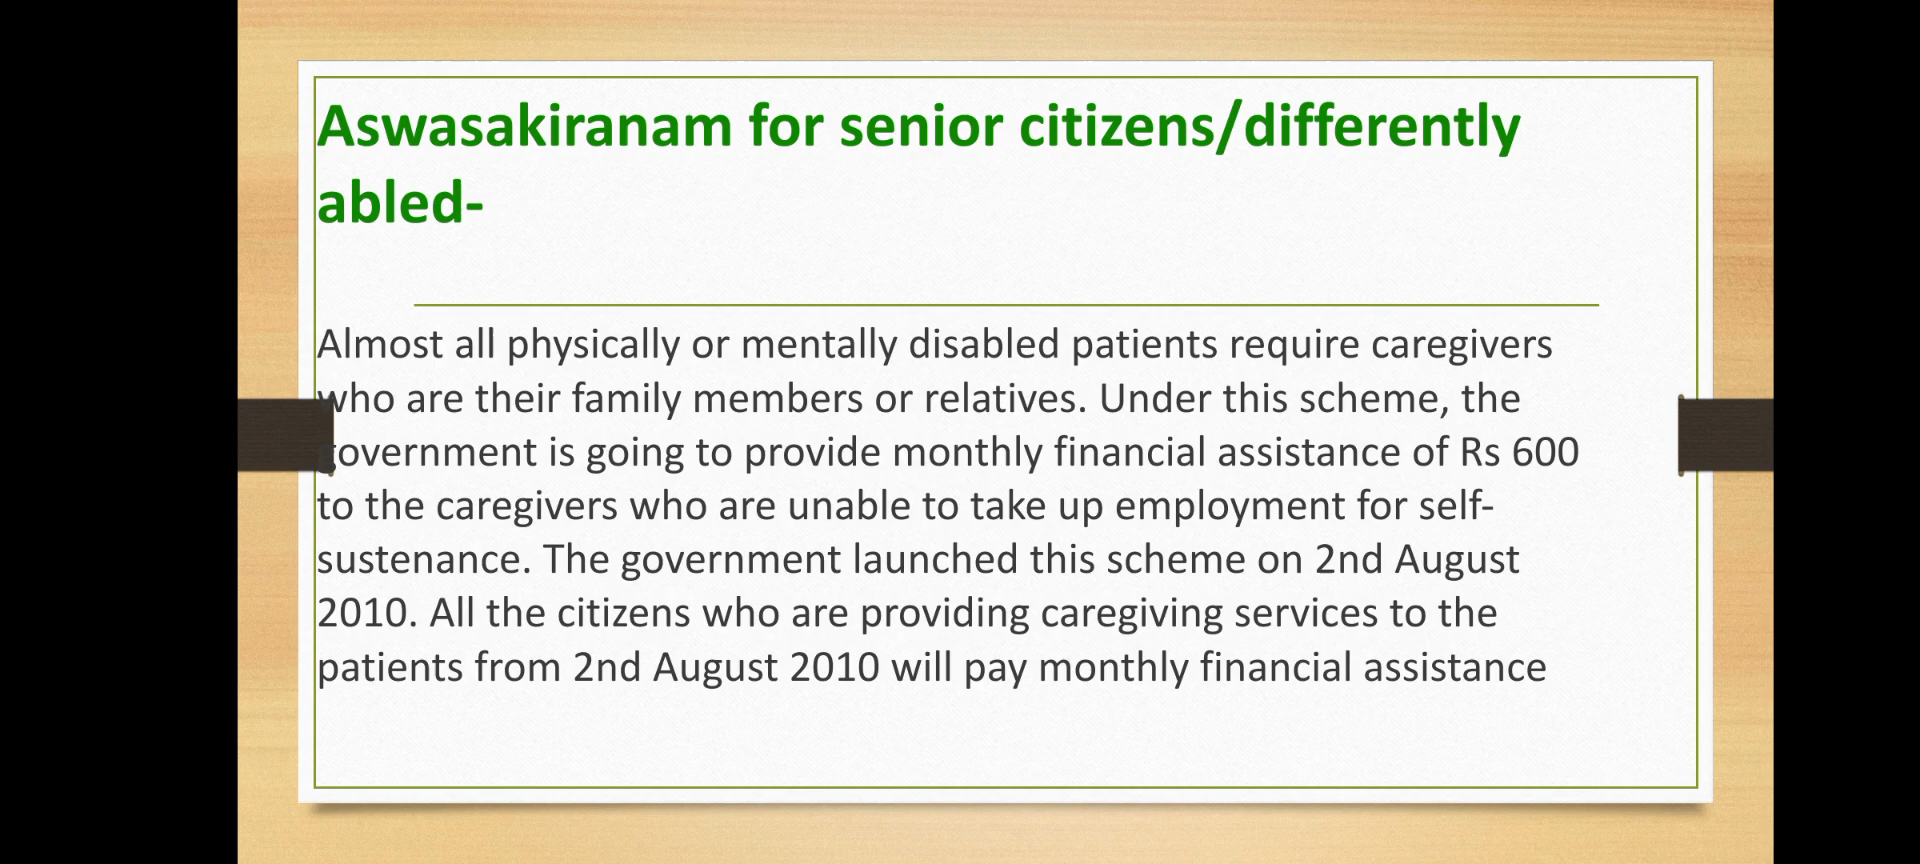 Aswasakiranam for senior citizens/differently
abled-
Almost all physically or mentally disabled patients require caregivers
who are their family members or relatives. Under this scheme, the
government is going to provide monthly financial assistance of Rs 600
to the caregivers who are unable to take up employment for self-
sustenance. The government launched this scheme on 2nd August
2010. All the citizens who are providing caregiving services to the
patients from 2nd August 2010 will pay monthly financial assistance